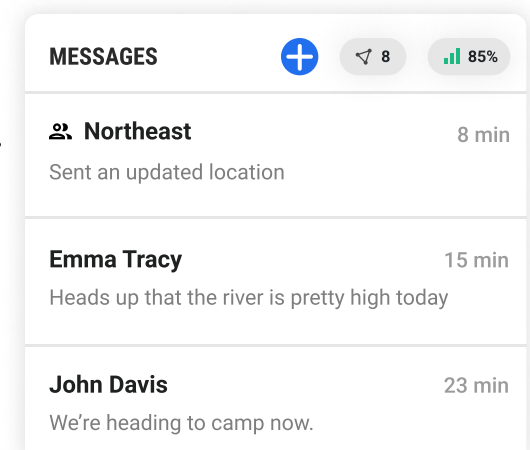 MESSAGES 8 85%
Northeast 8 min
Sent an updated location
Emma Tracy 15 min
Heads up that the river is pretty high today
John Davis 23 min
We’re heading to camp now.